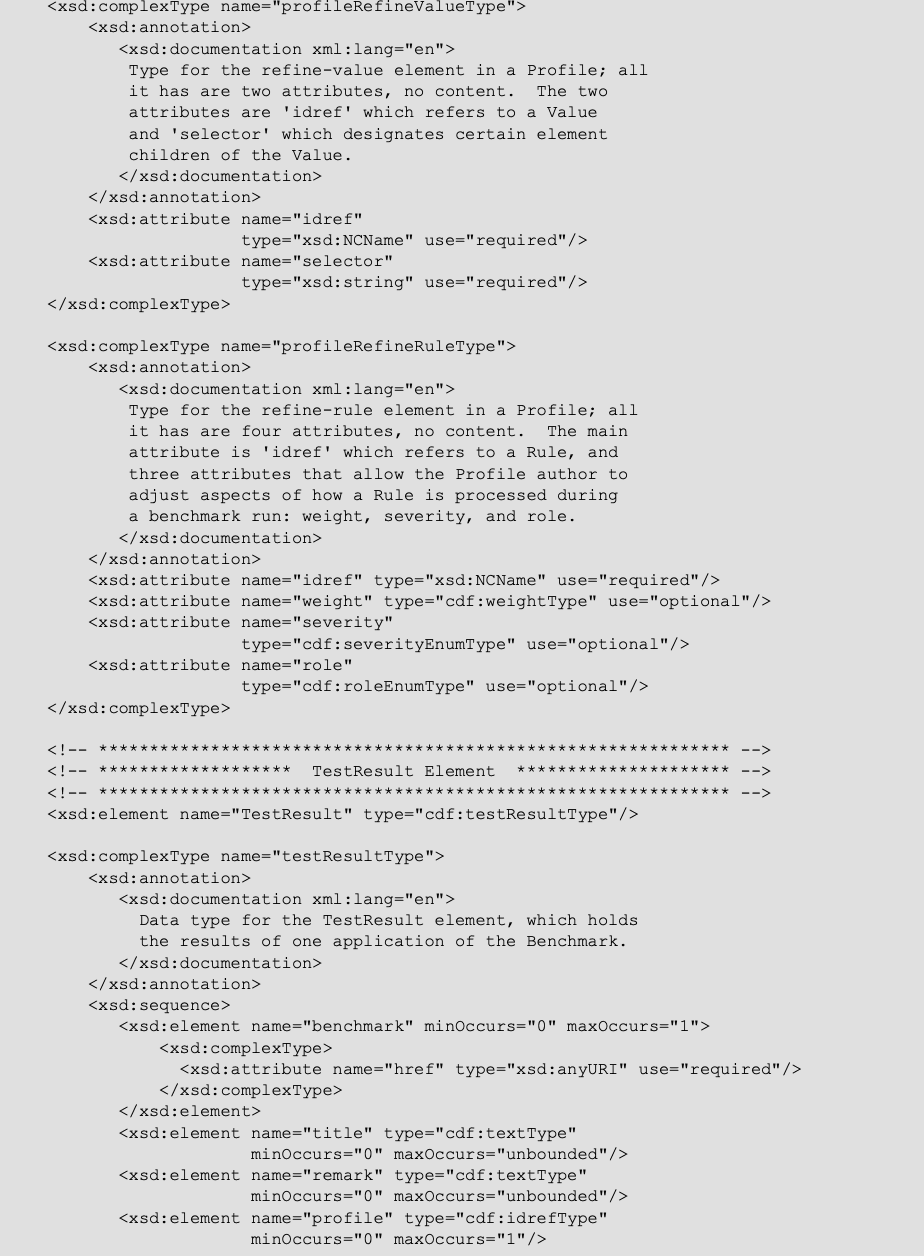 <xsd:complexType name="profileRefineValueType">
    <xsd:annotation>
       <xsd:documentation xml:lang="en">
        Type for the refine-value element in a Profile; all
        it has are two attributes, no content.  The two
        attributes are 'idref' which refers to a Value
        and 'selector' which designates certain element
        children of the Value.
       </xsd:documentation>
    </xsd:annotation>
    <xsd:attribute name="idref"
                   type="xsd:NCName" use="required"/>
    <xsd:attribute name="selector"
                   type="xsd:string" use="required"/>
</xsd:complexType>

<xsd:complexType name="profileRefineRuleType">
    <xsd:annotation>
       <xsd:documentation xml:lang="en">
        Type for the refine-rule element in a Profile; all
        it has are four attributes, no content.  The main
        attribute is 'idref' which refers to a Rule, and
        three attributes that allow the Profile author to
        adjust aspects of how a Rule is processed during
        a benchmark run: weight, severity, and role.
       </xsd:documentation>
    </xsd:annotation>
    <xsd:attribute name="idref" type="xsd:NCName" use="required"/>
    <xsd:attribute name="weight" type="cdf:weightType" use="optional"/>
    <xsd:attribute name="severity"
                   type="cdf:severityEnumType" use="optional"/>
    <xsd:attribute name="role"
                   type="cdf:roleEnumType" use="optional"/>
</xsd:complexType>

<!-- ************************************************************** -->
<!-- *******************  TestResult Element  ********************* -->
<!-- ************************************************************** -->
<xsd:element name="TestResult" type="cdf:testResultType"/>

<xsd:complexType name="testResultType">
    <xsd:annotation>
       <xsd:documentation xml:lang="en">
         Data type for the TestResult element, which holds
         the results of one application of the Benchmark.
       </xsd:documentation>
    </xsd:annotation>
    <xsd:sequence>
       <xsd:element name="benchmark" minOccurs="0" maxOccurs="1">
           <xsd:complexType>
             <xsd:attribute name="href" type="xsd:anyURI" use="required"/>
           </xsd:complexType>
       </xsd:element>
       <xsd:element name="title" type="cdf:textType"
                    minOccurs="0" maxOccurs="unbounded"/>
       <xsd:element name="remark" type="cdf:textType"
                    minOccurs="0" maxOccurs="unbounded"/>
       <xsd:element name="profile" type="cdf:idrefType"
                    minOccurs="0" maxOccurs="1"/>